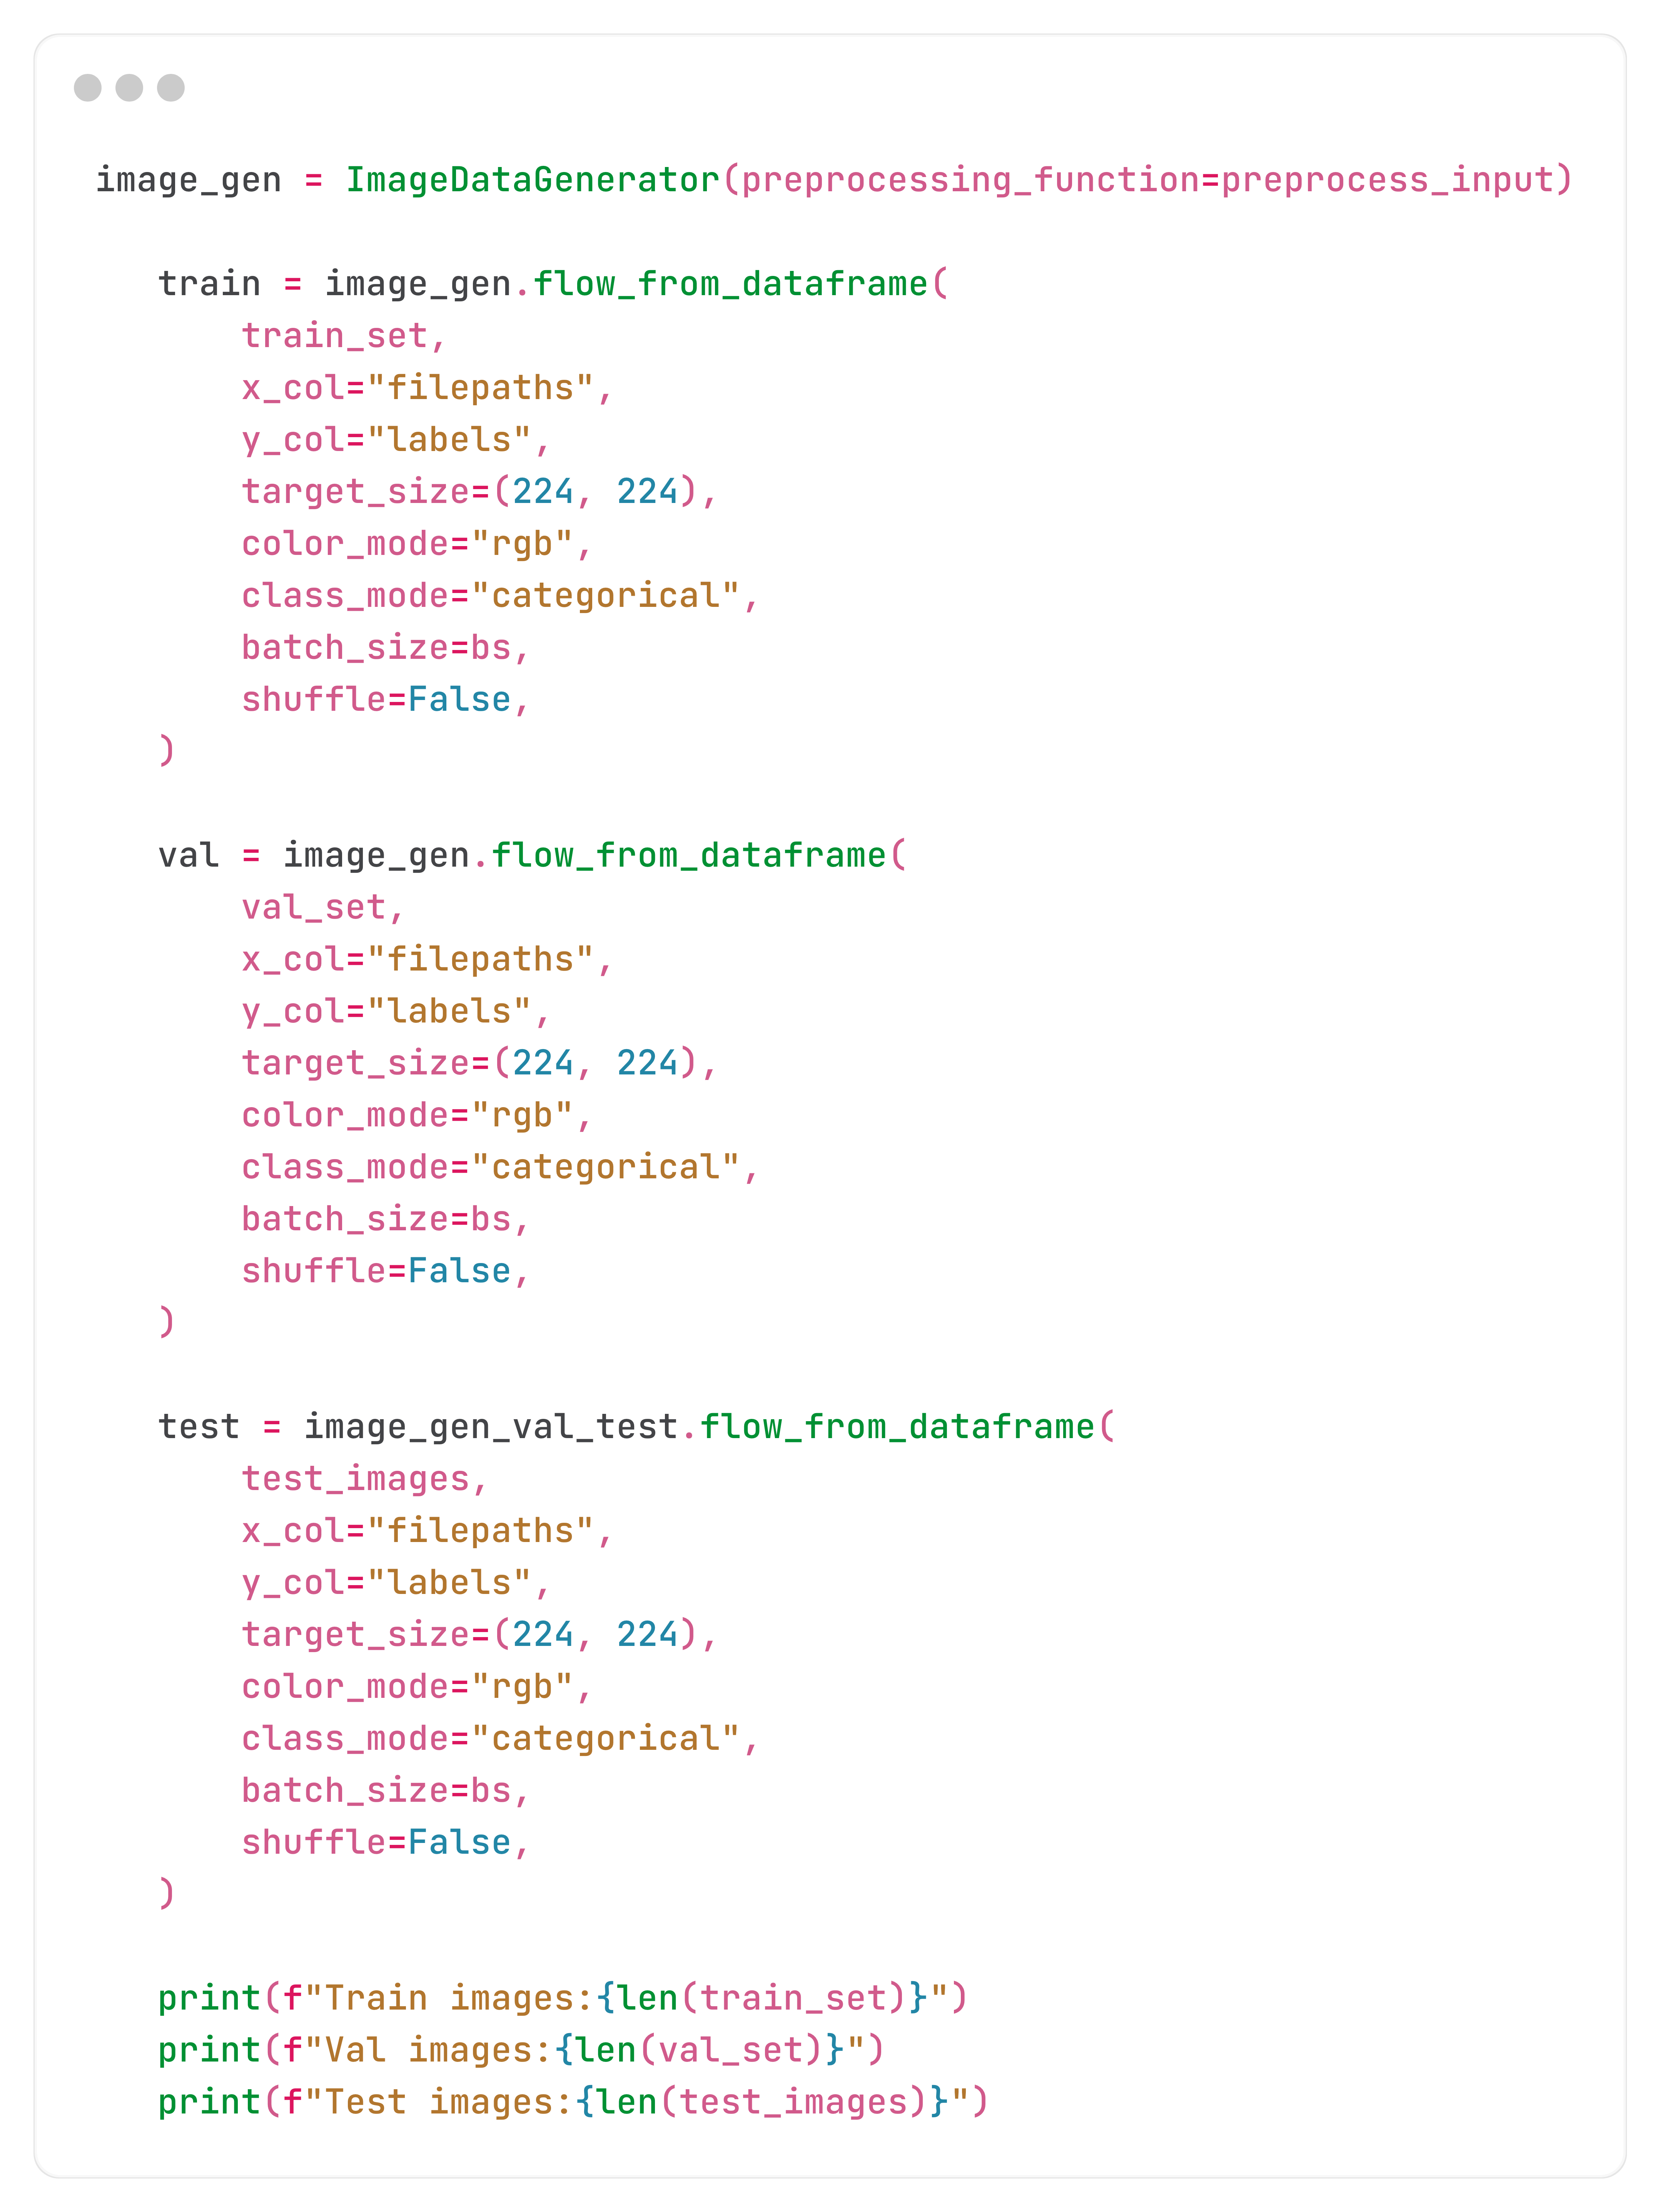 image_gen = ImageDataGenerator(preprocessing_function=preprocess_input)

   train = image_gen.flow_from_dataframe(
       train_set,
       x_col="filepaths",
       y_col="labels",
       target_size=(224, 224),
       color_mode="rgb",
       class_mode="categorical",
       batch_size=bs,
       shuffle=False,
   )

   val = image_gen.flow_from_dataframe(
       val_set,
       x_col="filepaths",
       y_col="labels",
       target_size=(224, 224),
       color_mode="rgb",
       class_mode="categorical",
       batch_size=bs,
       shuffle=False,
   )

   test = image_gen_val_test.flow_from_dataframe(
       test_images,
       x_col="filepaths",
       y_col="labels",
       target_size=(224, 224),
       color_mode="rgb",
       class_mode="categorical",
       batch_size=bs,
       shuffle=False,
   )

   print(f"Train images:{len(train_set)}")
   print(f"Val images:{len(val_set)}")
   print(f"Test images:{len(test_images)}")